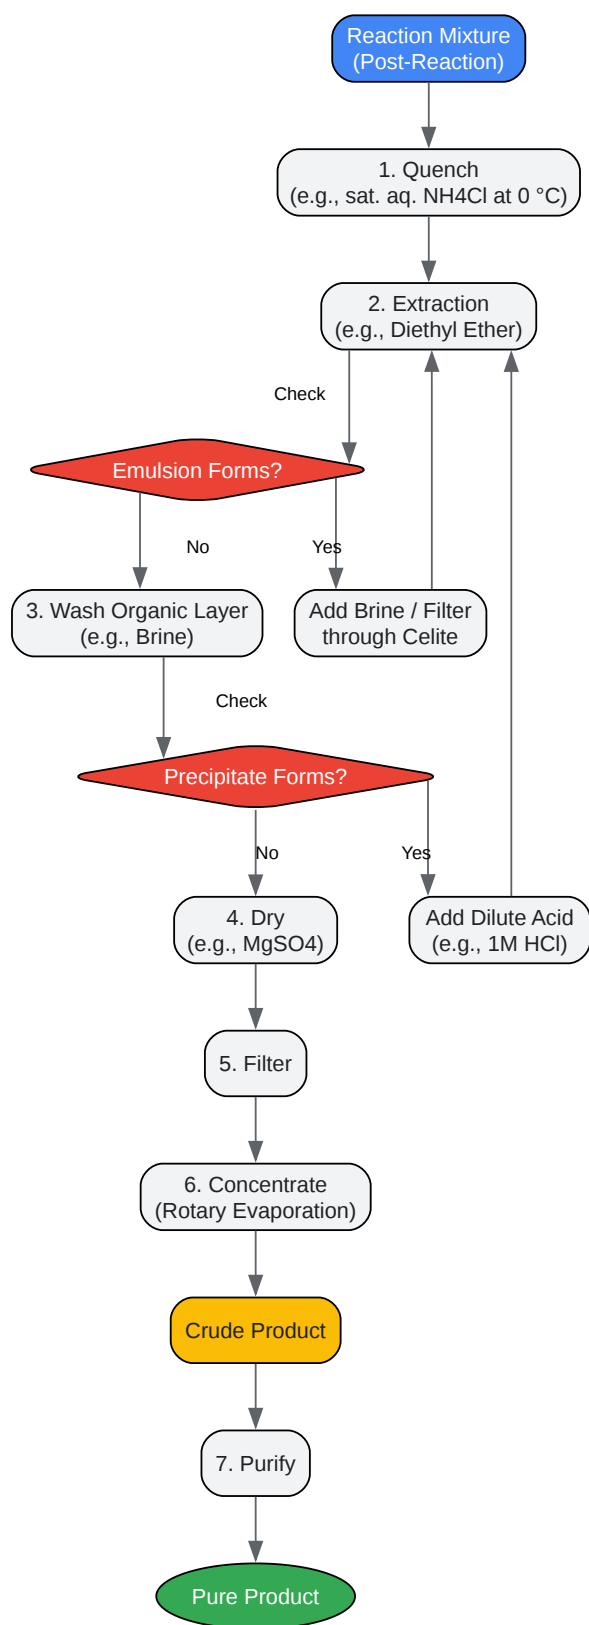 Reaction Mixture
(Post-Reaction)
1. Quench
(e.g., sat. aq. NH4Cl at 0 °C)
2. Extraction
(e.g., Diethyl Ether)
Check
Emulsion Forms?
No
Yes
3. Wash Organic Layer
(e.g., Brine)
Add Brine / Filter
through Celite
Check
Precipitate Forms?
No
Yes
4. Dry
(e.g., MgSO4)
Add Dilute Acid
(e.g., 1M HCl)
5. Filter
6. Concentrate
(Rotary Evaporation)
Crude Product
7. Purify
Pure Product